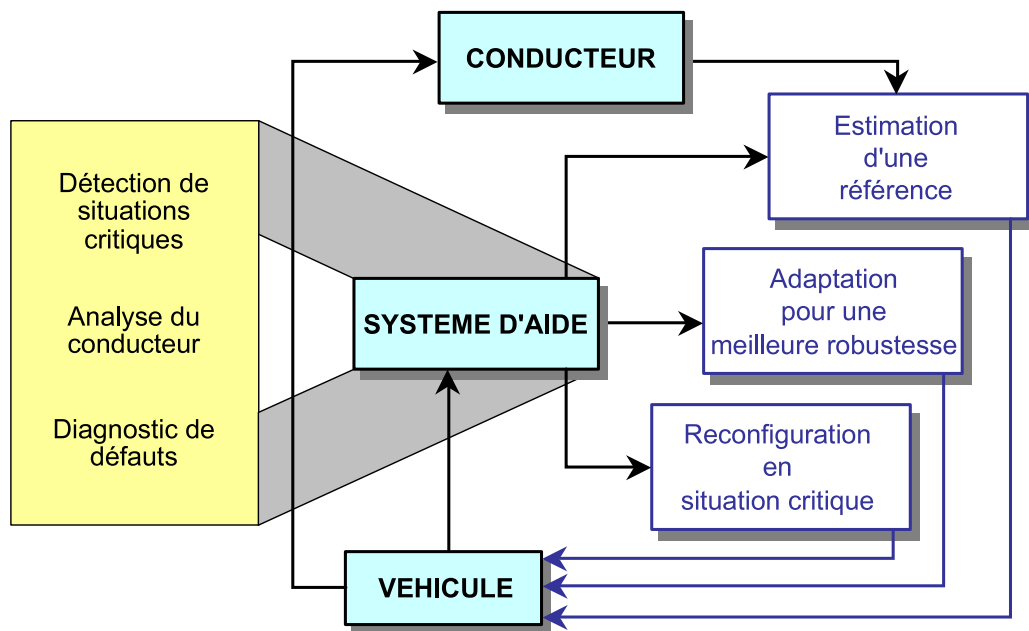 CONDUCTEUR
Estimation
d'une
référence
Détection de
situations
critiques
Analyse du
conducteur
Diagnostic de
défauts
SYSTEME D'AIDE
Adaptation
pour une
meilleure robustesse
Reconfiguration
en
situation critique
VEHICULE